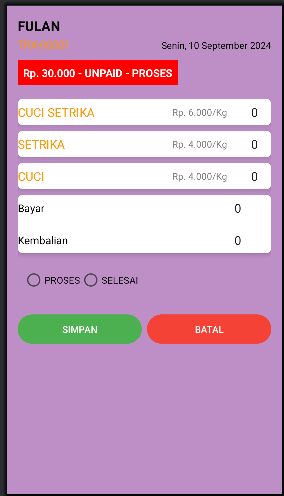 FULAN
Senin, 10 September 2024
Rp. 30.000 - UNPAID - PROSES
CUCI SETRIKA Rp. 6.000/Kg 0
SETRIKA Rp. 4.000/Kg 0
CUCI Rp. 4.000/Kg 0
Bayar 0
Kembalian 0
PROSES SELESAI
SIMPAN BATAL